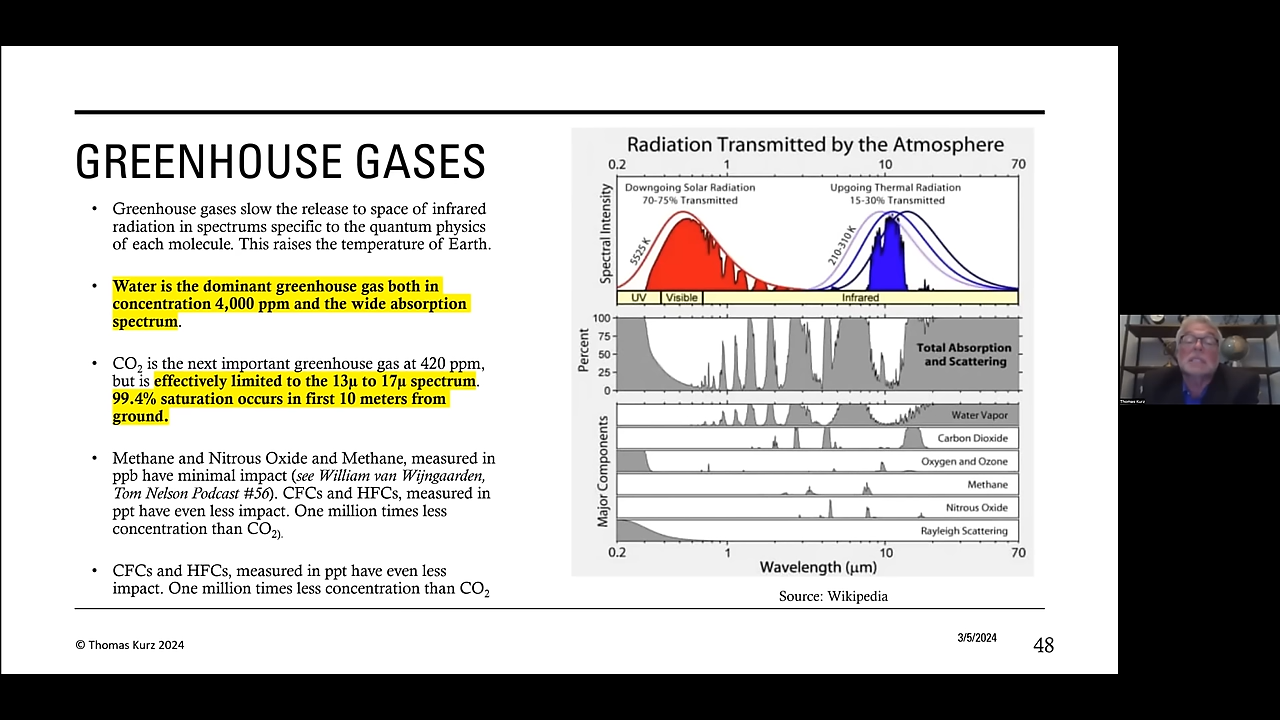 GREENHOUSE GASES
• Greenhouse gases slow the release to space of infrared
radiation in spectrums specific to the quantum physics
of each molecule. This raises the temperature of Earth.
• Water is the dominant greenhouse gas both in
concentration 4,000 ppm and the wide absorption
spectrum.
• CO2 is the next important greenhouse gas at 420 ppm,
but is effectively limited to the 13μ to 17μ spectrum.
99.4% saturation occurs in first 10 meters from
ground.
• Methane and Nitrous Oxide and Methane, measured in
ppb have minimal impact (see William van Wijngaarden,
Tom Nelson Podcast #56). CFCs and HFCs, measured in
ppt have even less impact. One million times less
concentration than CO2).
• CFCs and HFCs, measured in ppt have even less
impact. One million times less concentration than CO2
Radiation Transmitted by the Atmosphere
0.2 1 10 70
Downgoing Solar Radiation
70-75% Transmitted
Upgoing Thermal Radiation
15-30% Transmitted
Spectral Intensity
5525 K
210-310 K
UV Visible Infrared
Percent
100
75
50
25
0
Total Absorption
and Scattering
Major Components
Water Vapor
Carbon Dioxide
Oxygen and Ozone
Methane
Nitrous Oxide
Rayleigh Scattering
0.2 1 10 70
Wavelength (μm)
Source: Wikipedia
© Thomas Kurz 2024
3/5/2024
48
Thomas Kurz